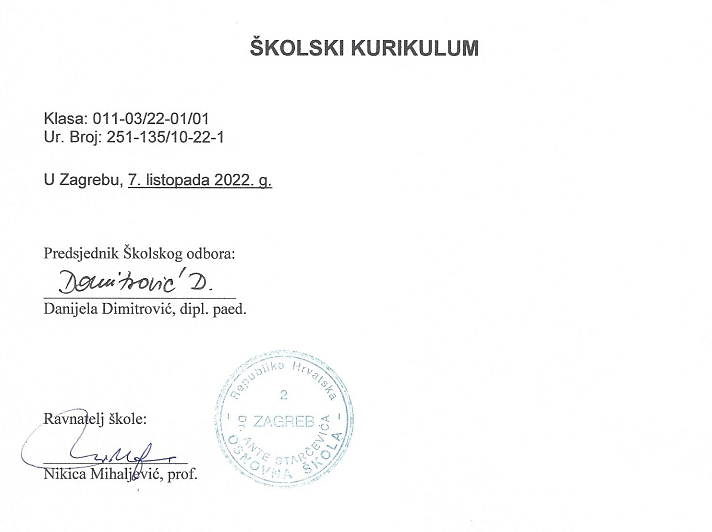 ŠKOLSKI KURIKULUM
Klasa: 011-03/22-01/01
Ur. Broj: 251-135/10-22-1
U Zagrebu, 7. listopada 2022. g.
Predsjednik Školskog odbora:
Domitrović D.
Danijela Dimitrović, dipl. paed.
Republika Hrvatska
2
- ZAGREB -
Dr. ANTE STARČEVIĆA
OSNOVNA ŠKOLA
Ravnatelj škole:
Nikica Mihaljević, prof.